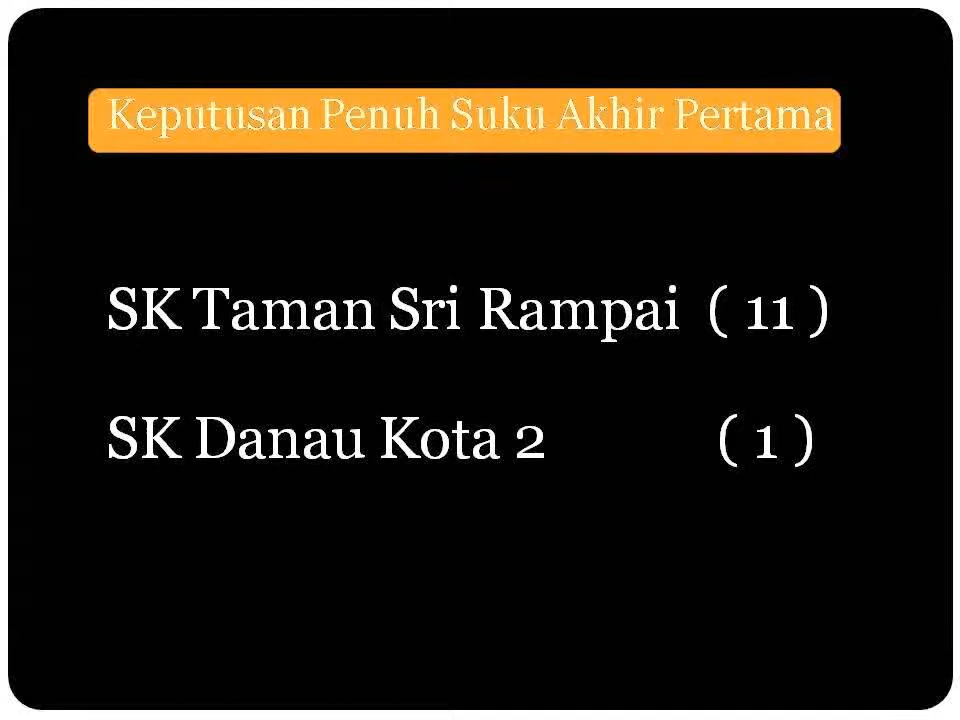 Keputusan Penuh Suku Akhir Pertama
SK Taman Sri Rampai ( 11 )
SK Danau Kota 2 ( 1 )